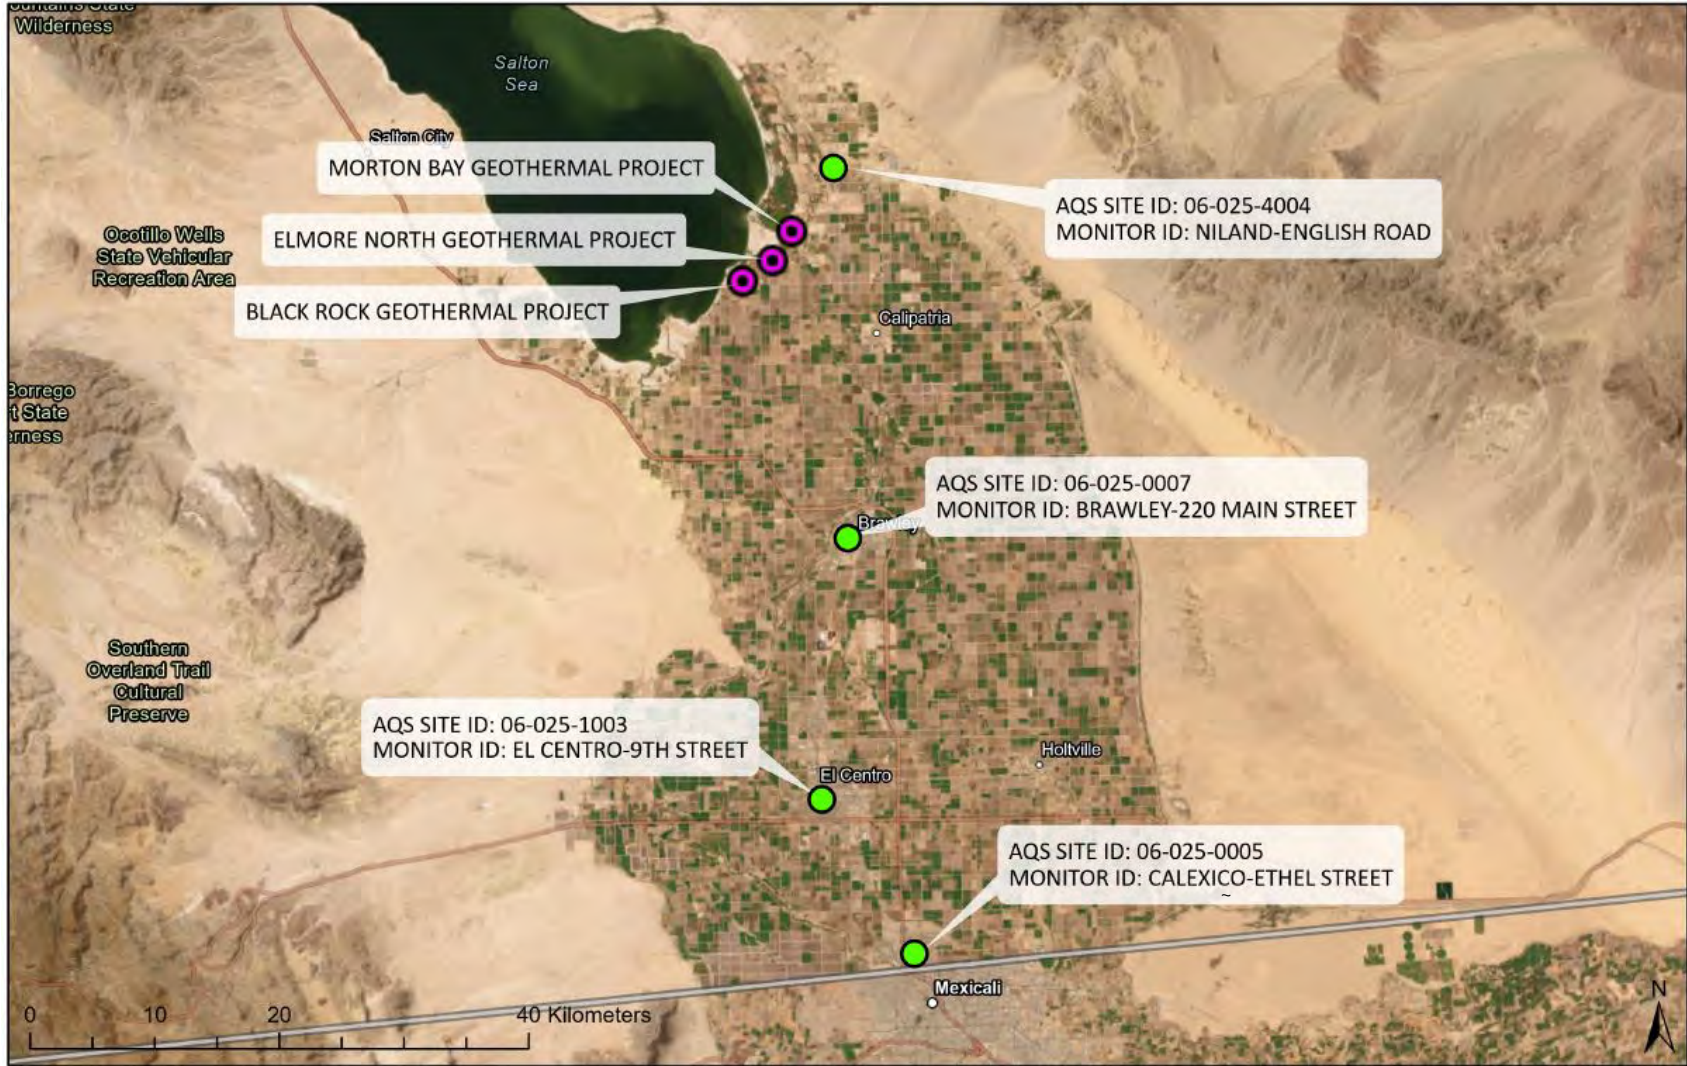 ountains State
Wilderness
Salton
Sea
Salton City
MORTON BAY GEOTHERMAL PROJECT
AQS SITE ID: 06-025-4004
MONITOR ID: NILAND-ENGLISH ROAD
Ocotillo Wells
State Vehicular
Recreation Area
ELMORE NORTH GEOTHERMAL PROJECT
BLACK ROCK GEOTHERMAL PROJECT
Calipatria
Borrego
t State
erness
AQS SITE ID: 06-025-0007
MONITOR ID: BRAWLEY-220 MAIN STREET
Brawley
Southern
Overland Trail
Cultural
Preserve
AQS SITE ID: 06-025-1003
MONITOR ID: EL CENTRO-9TH STREET
Holtville
El Centro
AQS SITE ID: 06-025-0005
MONITOR ID: CALEXICO-ETHEL STREET
~
Mexicali
N
0 10 20 40 Kilometers